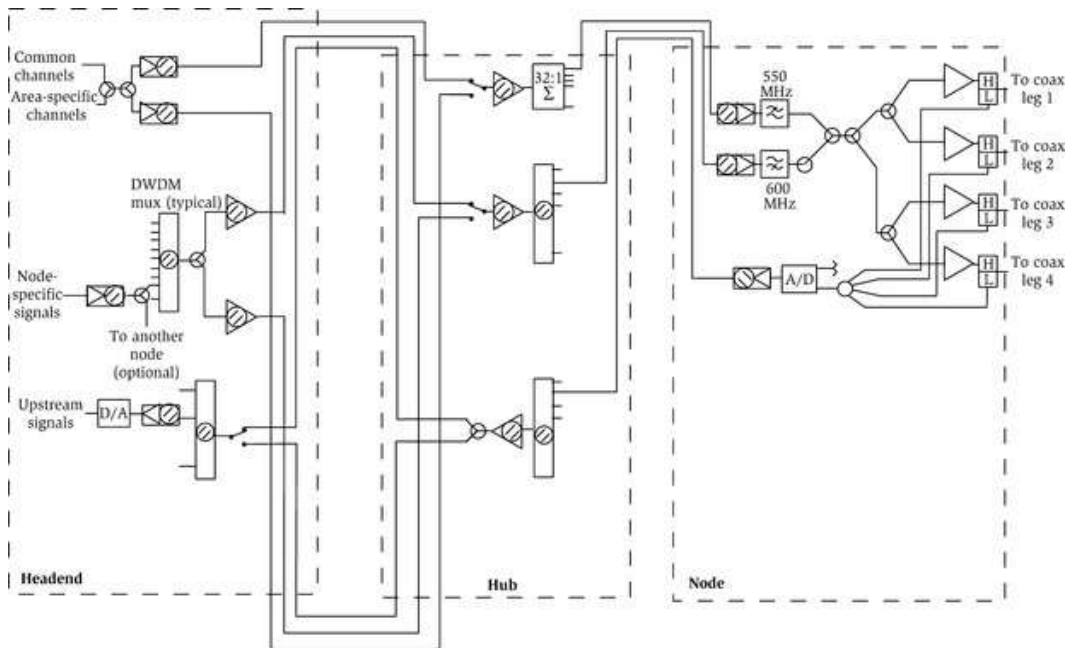 Common
channels
Area-specific
channels
DWDM
mux (typical)
Node-
specific
signals
To another
node
(optional)
Upstream
signals
D/A
Headend
32:1
Σ
Hub
550
MHz
600
MHz
A/D
H
L
To coax
leg 1
H
L
To coax
leg 2
H
L
To coax
leg 3
H
L
To coax
leg 4
Node